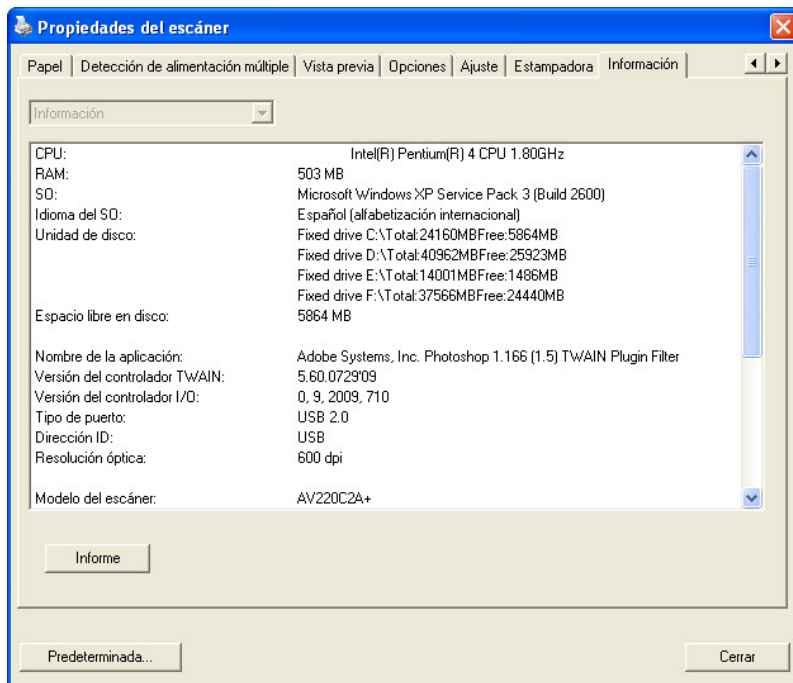 Propiedades del escáner
Papel Detección de alimentación múltiple Vista previa Opciones Ajuste Estampadora Información
Información
CPU: Intel(R) Pentium(R) 4 CPU 1.80GHz
RAM: 503 MB
SO: Microsoft Windows XP Service Pack 3 (Build 2600)
Idioma del SO: Español (alfabetización internacional)
Unidad de disco: Fixed drive C:\Total:24160MBFree:5864MB
Fixed drive D:\Total:40962MBFree:25923MB
Fixed drive E:\Total:14001MBFree:1486MB
Fixed drive F:\Total:37566MBFree:24440MB
Espacio libre en disco: 5864 MB
Nombre de la aplicación: Adobe Systems, Inc. Photoshop 1.166 (1.5) TWAIN Plugin Filter
Versión del controlador TWAIN: 5.60.0729'09
Versión del controlador I/O: 0, 9, 2009, 710
Tipo de puerto: USB 2.0
Dirección ID: USB
Resolución óptica: 600 dpi
Modelo del escáner: AV220C2A+
Informe
Predeterminada... Cerrar